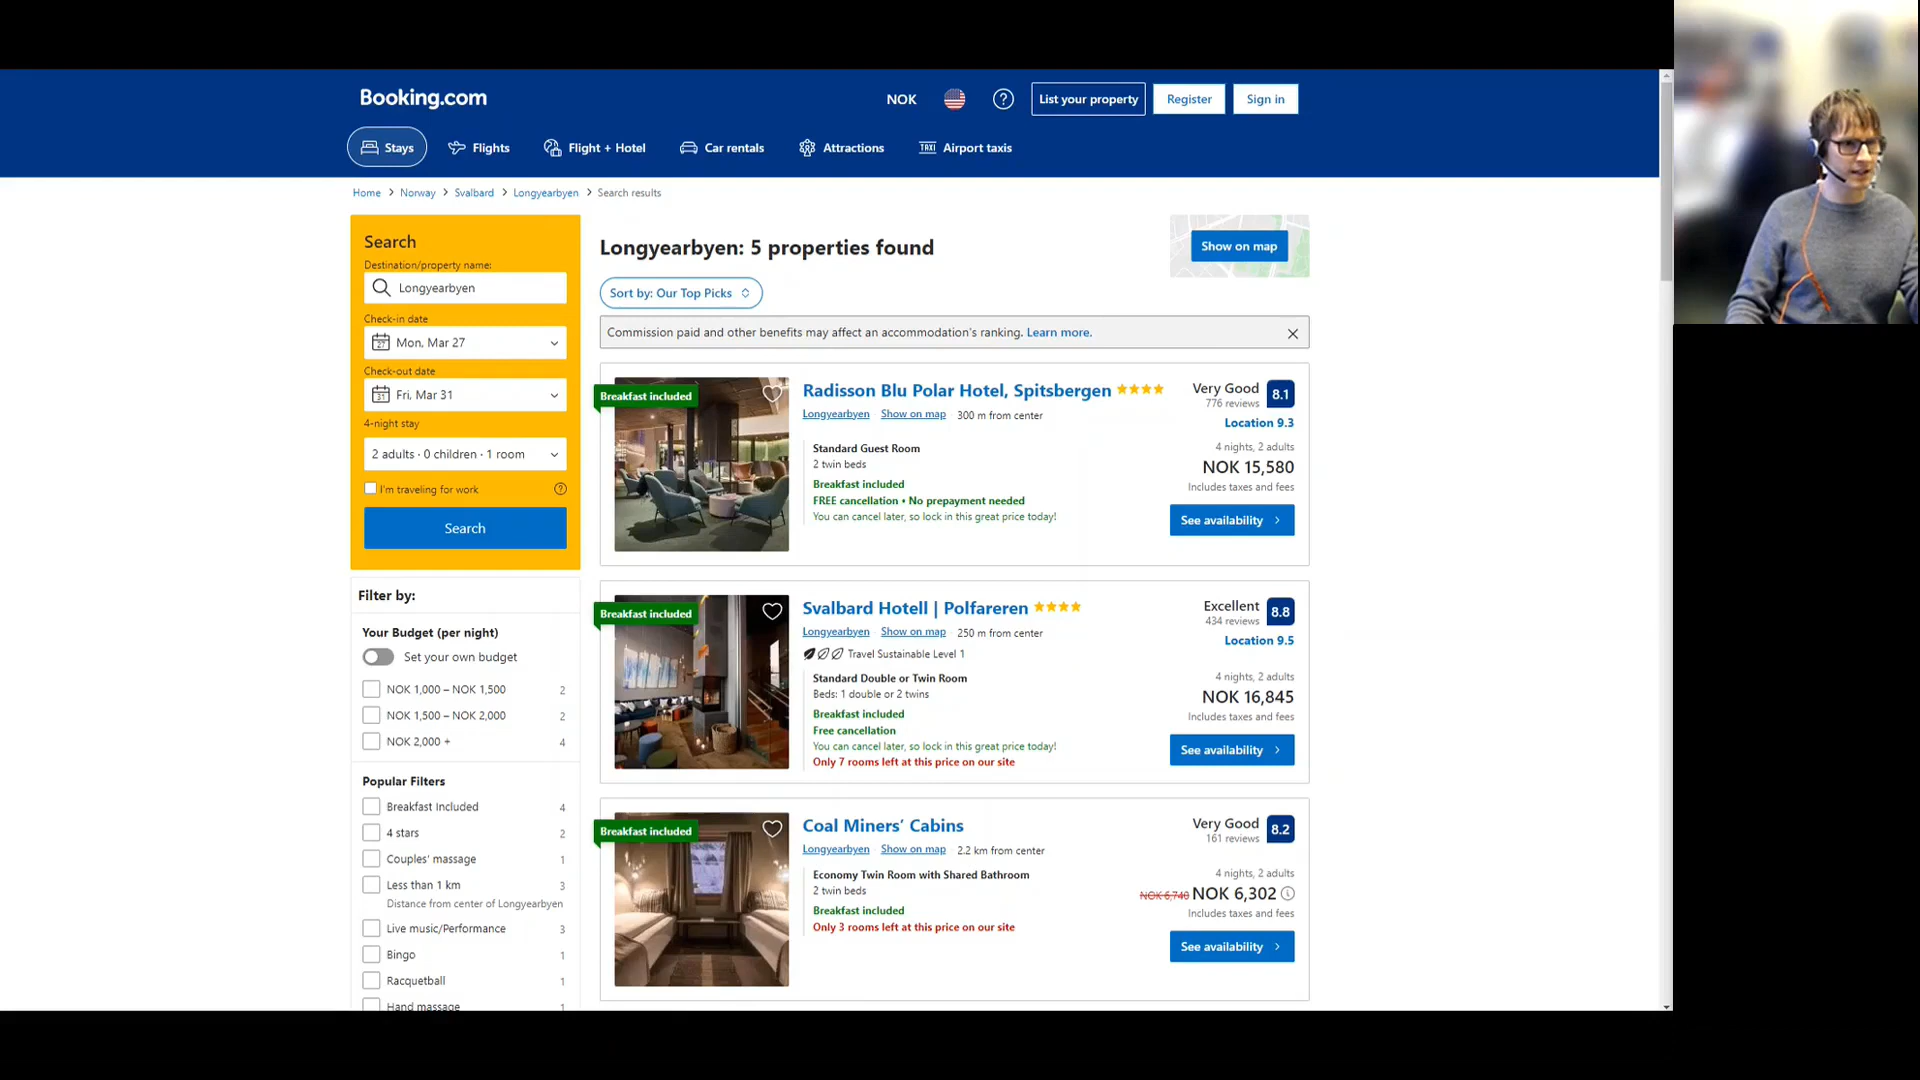 Booking.com
NOK
List your property
Register
Sign in
Stays
Flights
Flight + Hotel
Car rentals
Attractions
TAXI
Airport taxis
Home
Norway
Svalbard
Longyearbyen
Search results
Search
Destination/property name:
Longyearbyen
Check-in date
27
Mon, Mar 27
Check-out date
31
Fri, Mar 31
4-night stay
2 adults · 0 children · 1 room
I'm traveling for work
Search
Filter by:
Your Budget (per night)
Set your own budget
NOK 1,000 – NOK 1,500 2
NOK 1,500 – NOK 2,000 2
NOK 2,000 + 4
Popular Filters
Breakfast Included 4
4 stars 2
Couples' massage 1
Less than 1 km 3
Distance from center of Longyearbyen
Live music/Performance 3
Bingo 1
Racquetball 1
Hand massage 1
Longyearbyen: 5 properties found
Show on map
Sort by: Our Top Picks
Commission paid and other benefits may affect an accommodation's ranking. Learn more.
Breakfast included
Radisson Blu Polar Hotel, Spitsbergen
Longyearbyen Show on map 300 m from center
Standard Guest Room
2 twin beds
Breakfast included
FREE cancellation • No prepayment needed
You can cancel later, so lock in this great price today!
Very Good 8.1
776 reviews
Location 9.3
4 nights, 2 adults
NOK 15,580
Includes taxes and fees
See availability
Breakfast included
Svalbard Hotell | Polfareren
Longyearbyen Show on map 250 m from center
Travel Sustainable Level 1
Standard Double or Twin Room
Beds: 1 double or 2 twins
Breakfast included
Free cancellation
You can cancel later, so lock in this great price today!
Only 7 rooms left at this price on our site
Excellent 8.8
434 reviews
Location 9.5
4 nights, 2 adults
NOK 16,845
Includes taxes and fees
See availability
Breakfast included
Coal Miners' Cabins
Longyearbyen Show on map 2.2 km from center
Economy Twin Room with Shared Bathroom
2 twin beds
Breakfast included
Only 3 rooms left at this price on our site
Very Good 8.2
161 reviews
4 nights, 2 adults
NOK 6,740 NOK 6,302
Includes taxes and fees
See availability